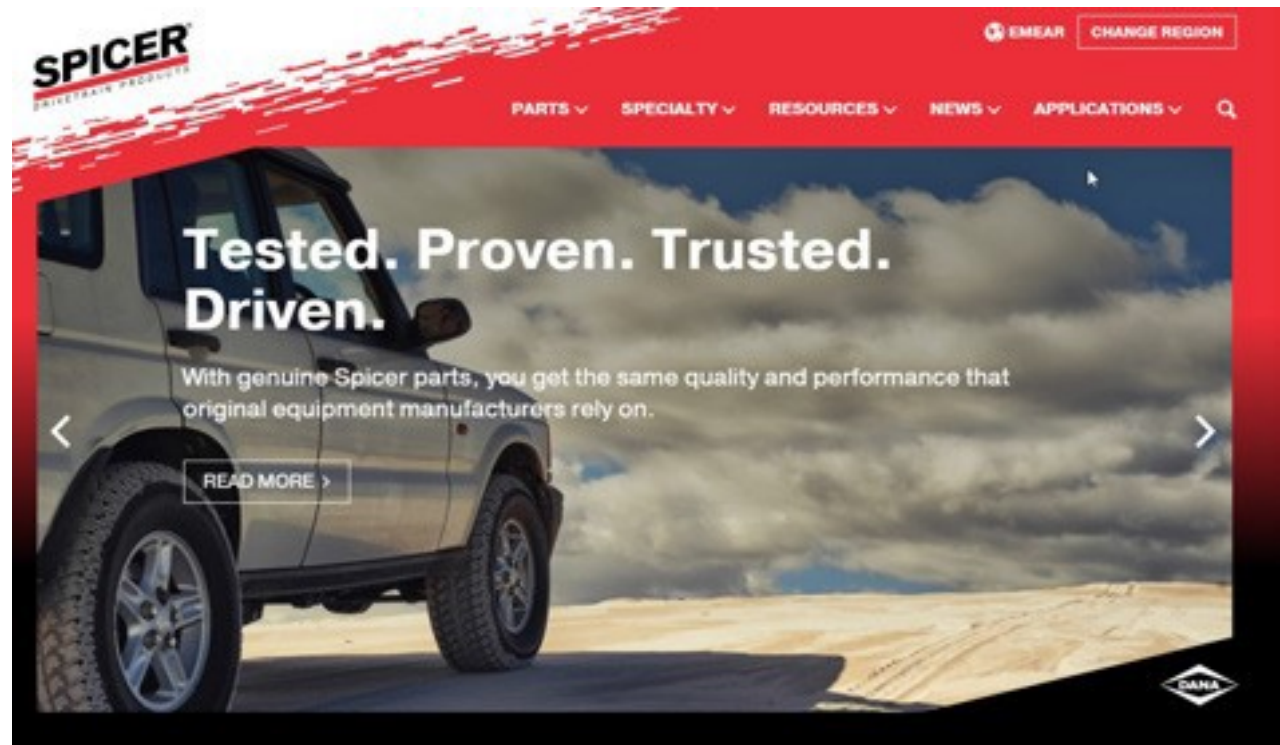 SPICER
DRIVETRAIN PRODUCTS
EMEAR
CHANGE REGION
PARTS
SPECIALTY
RESOURCES
NEWS
APPLICATIONS
Tested. Proven. Trusted.
Driven.
With genuine Spicer parts, you get the same quality and performance that
original equipment manufacturers rely on.
READ MORE >
DANA